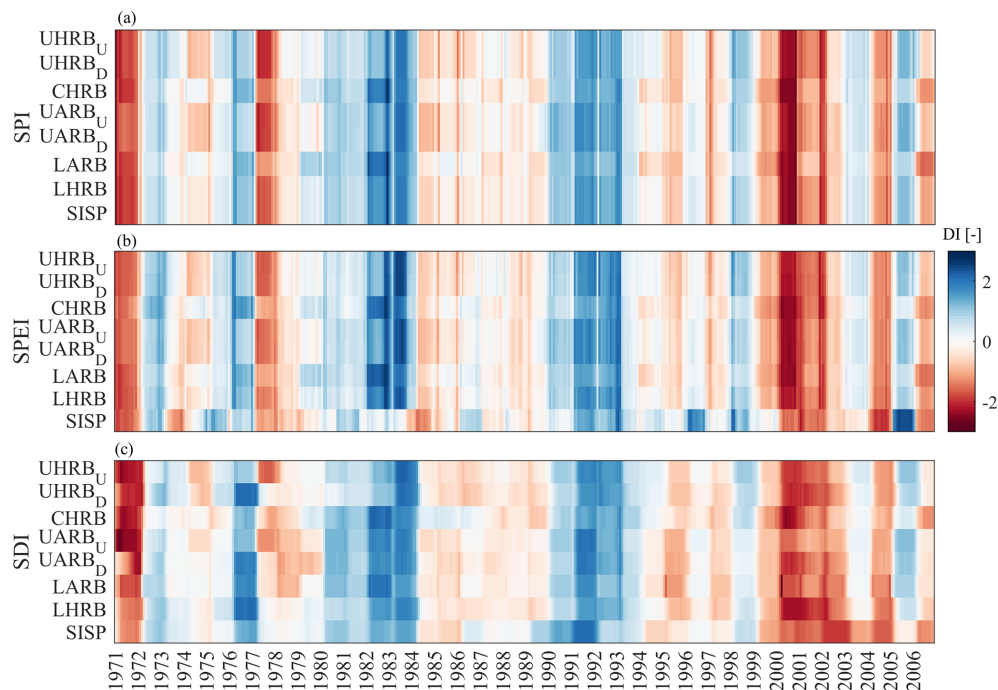 (a)
SPI
UHRB_U
UHRB_D
CHRB
UARB_U
UARB_D
LARB
LHRB
SISP
(b)
SPEI
UHRB_U
UHRB_D
CHRB
UARB_U
UARB_D
LARB
LHRB
SISP
DI [-]
2
0
-2
(c)
SDI
UHRB_U
UHRB_D
CHRB
UARB_U
UARB_D
LARB
LHRB
SISP
1971 1972 1973 1974 1975 1976 1977 1978 1979 1980 1981 1982 1983 1984 1985 1986 1987 1988 1989 1990 1991 1992 1993 1994 1995 1996 1997 1998 1999 2000 2001 2002 2003 2004 2005 2006